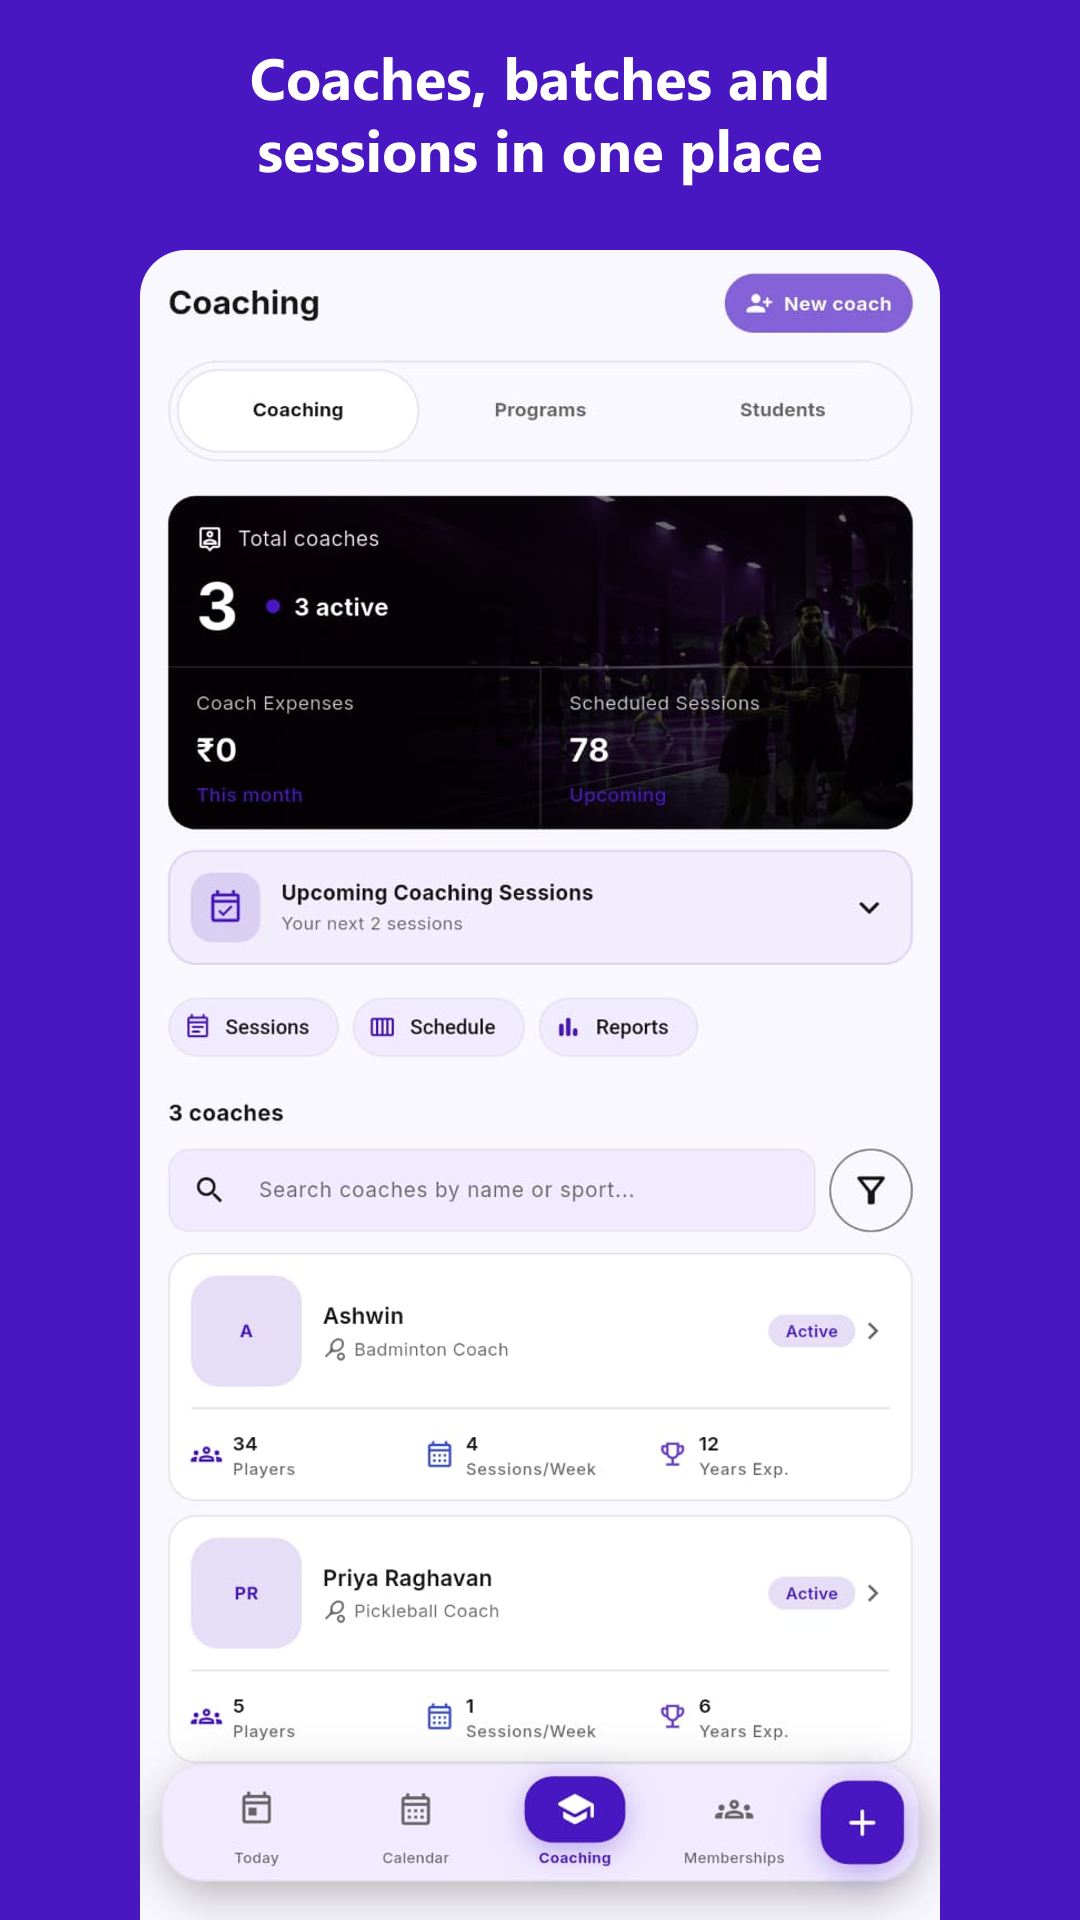 Coaches, batches and
sessions in one place
Coaching
New coach
Coaching
Programs
Students
Total coaches
3
3 active
Coach Expenses
₹0
This month
Scheduled Sessions
78
Upcoming
Upcoming Coaching Sessions
Your next 2 sessions
Sessions
Schedule
Reports
3 coaches
Search coaches by name or sport...
A
Ashwin
Badminton Coach
Active
34
Players
4
Sessions/Week
12
Years Exp.
PR
Priya Raghavan
Pickleball Coach
Active
5
Players
1
Sessions/Week
6
Years Exp.
Today
Calendar
Coaching
Memberships